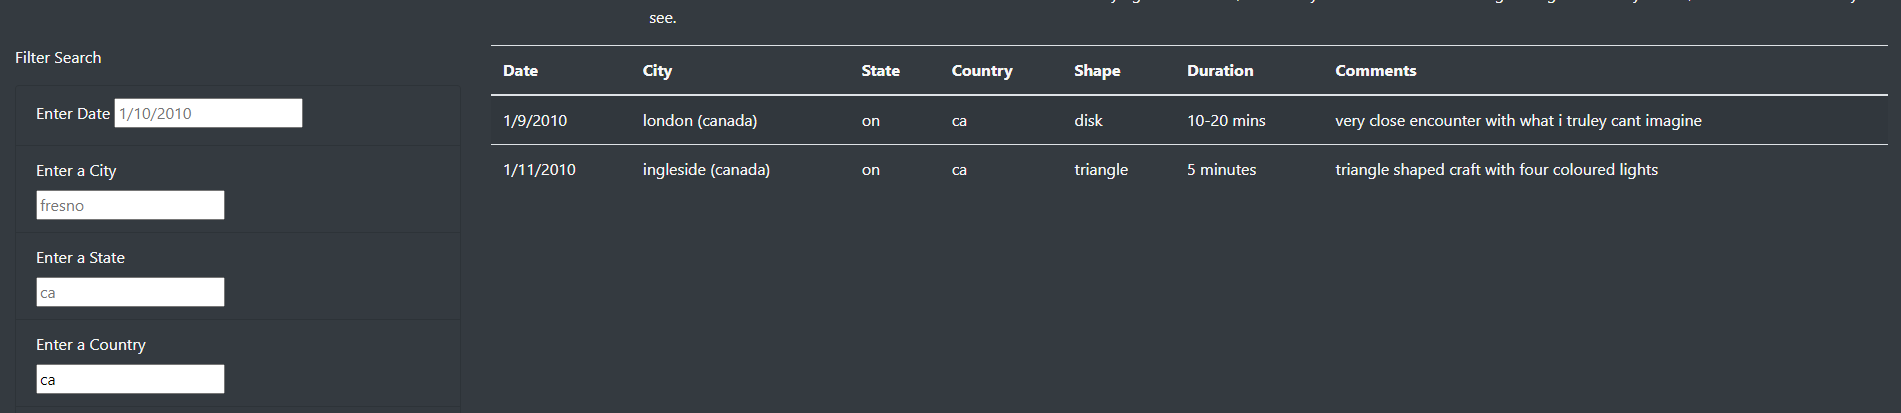 see.
Filter Search
Enter Date 1/10/2010
Enter a City
fresno
Enter a State
ca
Enter a Country
ca
Date City State Country Shape Duration Comments
1/9/2010 london (canada) on ca disk 10-20 mins very close encounter with what i truley cant imagine
1/11/2010 ingleside (canada) on ca triangle 5 minutes triangle shaped craft with four coloured lights